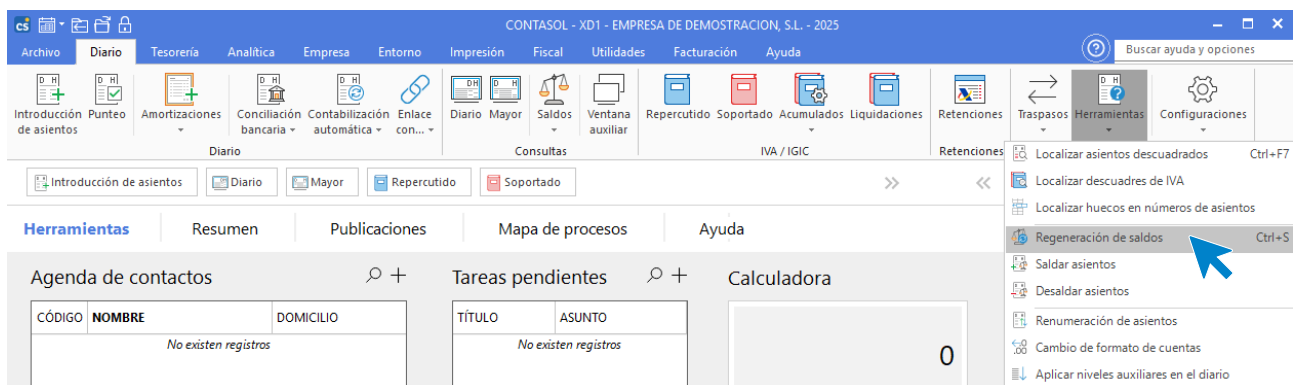 cs
CONTASOL - XD1 - EMPRESA DE DEMOSTRACION, S.L. - 2025
Archivo Diario Tesorería Analítica Empresa Entorno Impresión Fiscal Utilidades Facturación Ayuda
Buscar ayuda y opciones
Introducción de asientos
Punteo
Amortizaciones
Conciliación bancaria
Contabilización automática
Enlace con...
Diario
Mayor
Saldos
Ventana auxiliar
Repercutido
Soportado
Acumulados
Liquidaciones
Retenciones
Traspasos
Herramientas
Configuraciones
Diario
Consultas
IVA / IGIC
Retenciones
Introducción de asientos
Diario
Mayor
Repercutido
Soportado
Localizar asientos descuadrados Ctrl+F7
Localizar descuadres de IVA
Localizar huecos en números de asientos
Regeneración de saldos Ctrl+S
Saldar asientos
Desaldar asientos
Renumeración de asientos
Cambio de formato de cuentas
Aplicar niveles auxiliares en el diario
Herramientas Resumen Publicaciones Mapa de procesos Ayuda
Agenda de contactos
CÓDIGO NOMBRE DOMICILIO
No existen registros
Tareas pendientes
TÍTULO ASUNTO
No existen registros
Calculadora
0